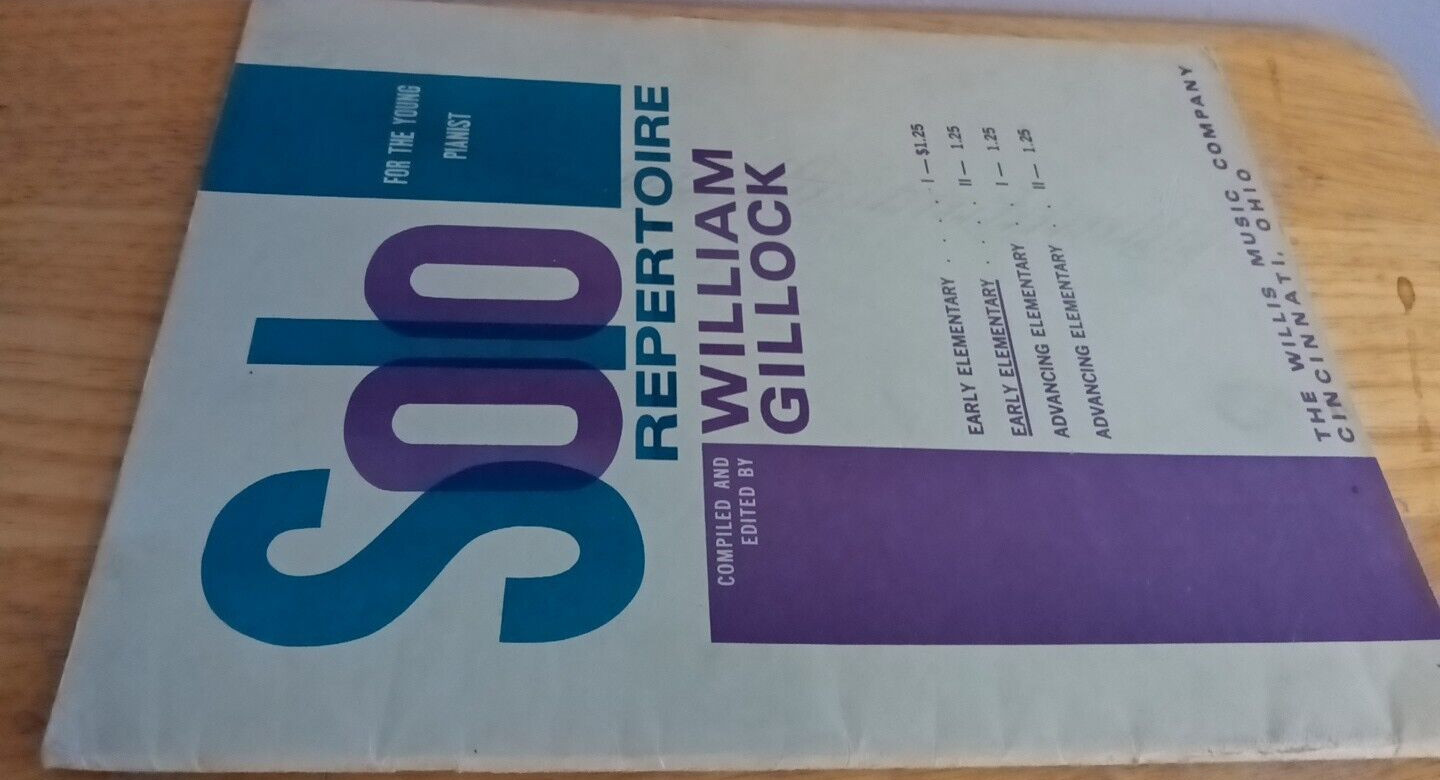 Solo
FOR THE YOUNG
PIANIST
REPERTOIRE
COMPILED AND
EDITED BY
WILLIAM
GILLOCK
EARLY ELEMENTARY . . . . I — $1.25
EARLY ELEMENTARY . . . . II — 1.25
ADVANCING ELEMENTARY . . I — 1.25
ADVANCING ELEMENTARY . . II — 1.25
THE WILLIS MUSIC COMPANY
CINCINNATI, OHIO